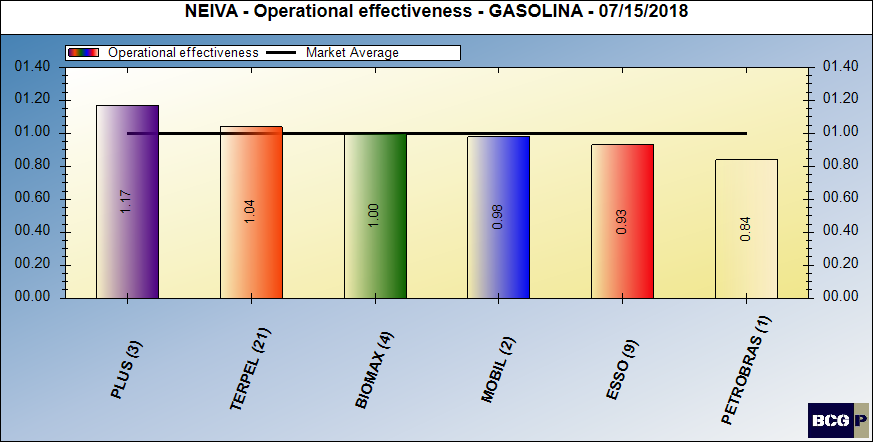 NEIVA - Operational effectiveness - GASOLINA - 07/15/2018
Operational effectiveness Market Average
01.40 01.40
01.20 01.20
01.00 01.00
00.80 00.80
00.60 00.60
00.40 00.40
00.20 00.20
00.00 00.00
1.17 1.04 1.00 0.98 0.93 0.84
PLUS (3) TERPEL (21) BIOMAX (4) MOBIL (2) ESSO (9) PETROBRAS (1)
BCG P